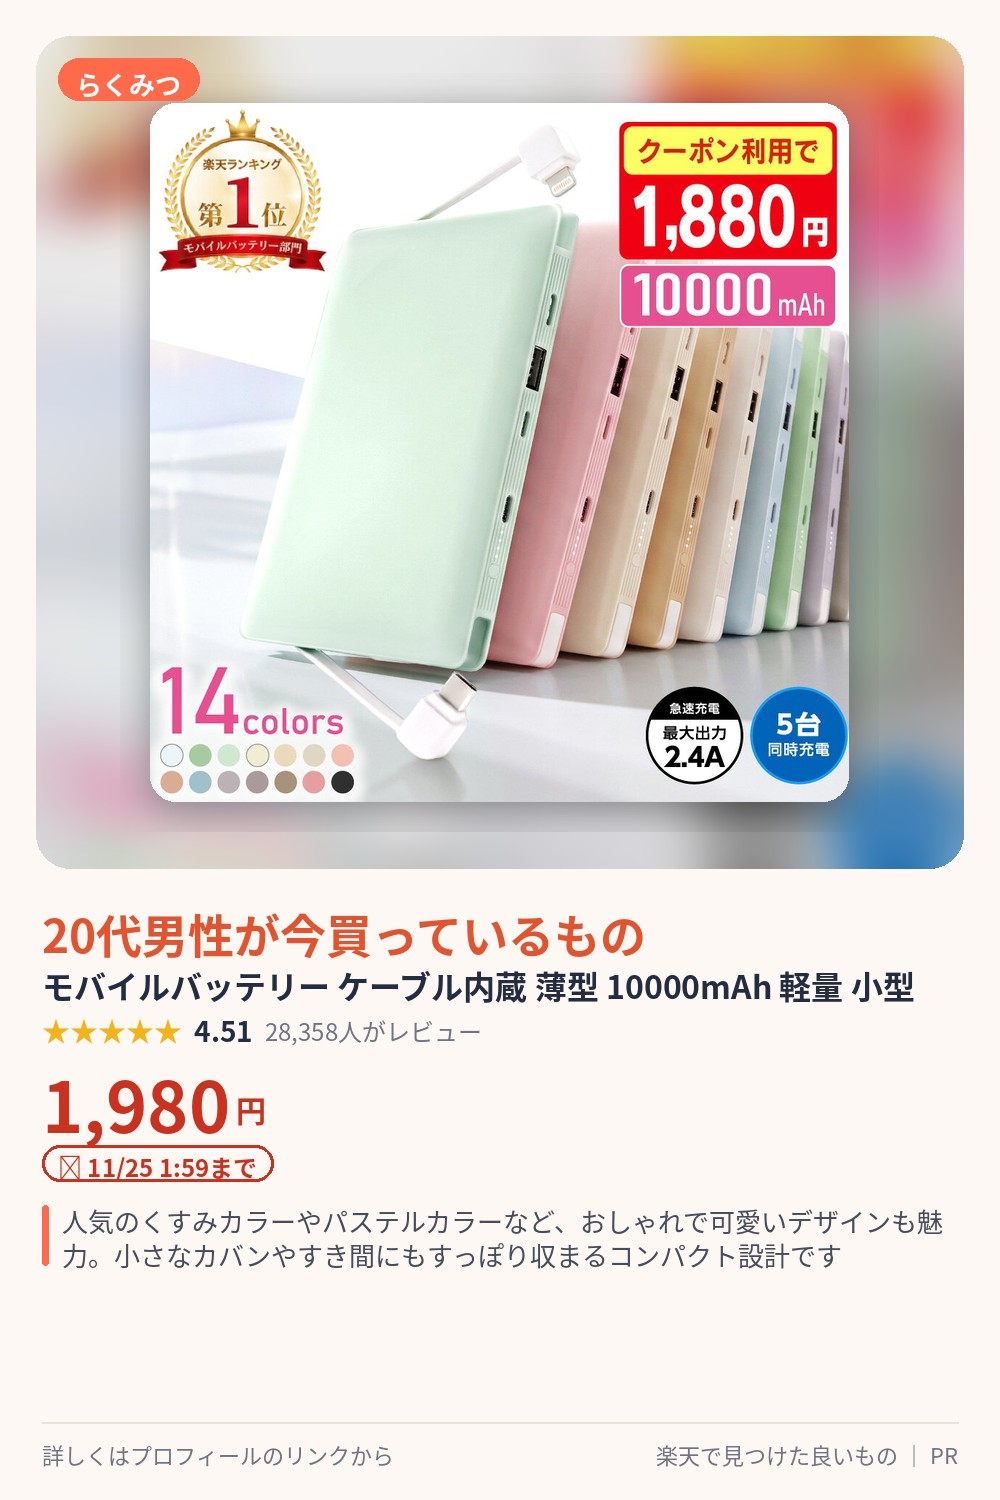 らくみつ
楽天ランキング
第1位
モバイルバッテリー部門
クーポン利用で
1,880円
10000mAh
14colors
急速充電
最大出力
2.4A
5台
同時充電
20代男性が今買っているもの
モバイルバッテリー ケーブル内蔵 薄型 10000mAh 軽量 小型
★★★★★ 4.51 28,358人がレビュー
1,980円
11/25 1:59まで
人気のくすみカラーやパステルカラーなど、おしゃれで可愛いデザインも魅
力。小さなカバンやすき間にもすっぽり収まるコンパクト設計です
詳しくはプロフィールのリンクから
楽天で見つけた良いもの | PR